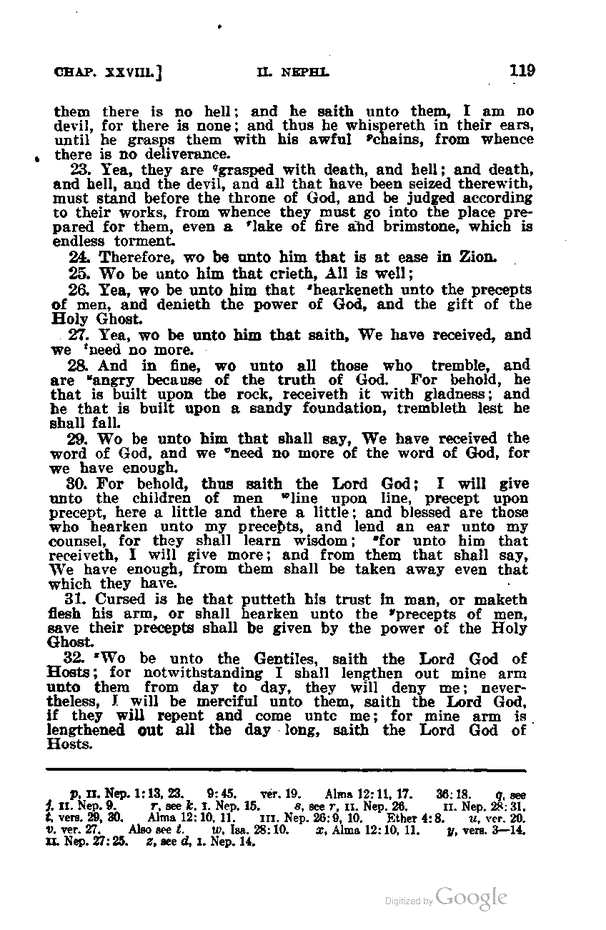 CHAP. XXVIII.] II. NEPHI. 119
them there is no hell; and he saith unto them, I am no
devil, for there is none; and thus he whispereth in their ears,
until he grasps them with his awful ᵖchains, from whence
there is no deliverance.
23. Yea, they are ᵍgrasped with death, and hell; and death,
and hell, and the devil, and all that have been seized therewith,
must stand before the throne of God, and be judged according
to their works, from whence they must go into the place pre-
pared for them, even a ʳlake of fire and brimstone, which is
endless torment.
24. Therefore, wo be unto him that is at ease in Zion.
25. Wo be unto him that crieth, All is well;
26. Yea, wo be unto him that ˢhearkeneth unto the precepts
of men, and denieth the power of God, and the gift of the
Holy Ghost.
27. Yea, wo be unto him that saith, We have received, and
we ᵗneed no more.
28. And in fine, wo unto all those who tremble, and
are ᵘangry because of the truth of God. For behold, he
that is built upon the rock, receiveth it with gladness; and
he that is built upon a sandy foundation, trembleth lest he
shall fall.
29. Wo be unto him that shall say, We have received the
word of God, and we ᵛneed no more of the word of God, for
we have enough.
30. For behold, thus saith the Lord God; I will give
unto the children of men ʷline upon line, precept upon
precept, here a little and there a little; and blessed are those
who hearken unto my precepts, and lend an ear unto my
counsel, for they shall learn wisdom; ˣfor unto him that
receiveth, I will give more; and from them that shall say,
We have enough, from them shall be taken away even that
which they have.
31. Cursed is he that putteth his trust in man, or maketh
flesh his arm, or shall hearken unto the ʸprecepts of men,
save their precepts shall be given by the power of the Holy
Ghost.
32. ᶻWo be unto the Gentiles, saith the Lord God of
Hosts; for notwithstanding I shall lengthen out mine arm
unto them from day to day, they will deny me; never-
theless, I will be merciful unto them, saith the Lord God,
if they will repent and come unto me; for mine arm is
lengthened out all the day long, saith the Lord God of
Hosts.
p, II. Nep. 1:13, 23. 9:45. ver. 19. Alma 12:11, 17. 36:18. q, see
f, II. Nep. 9. r, see k, I. Nep. 15. s, see r, II. Nep. 26. II. Nep. 28:31.
t, vers. 29, 30. Alma 12:10, 11. III. Nep. 26:9, 10. Ether 4:8. u, ver. 20.
v, ver. 27. Also see t. w, Isa. 28:10. x, Alma 12:10, 11. y, vers. 3—14.
II. Nep. 27:25. z, see d, I. Nep. 14.
Digitized by Google